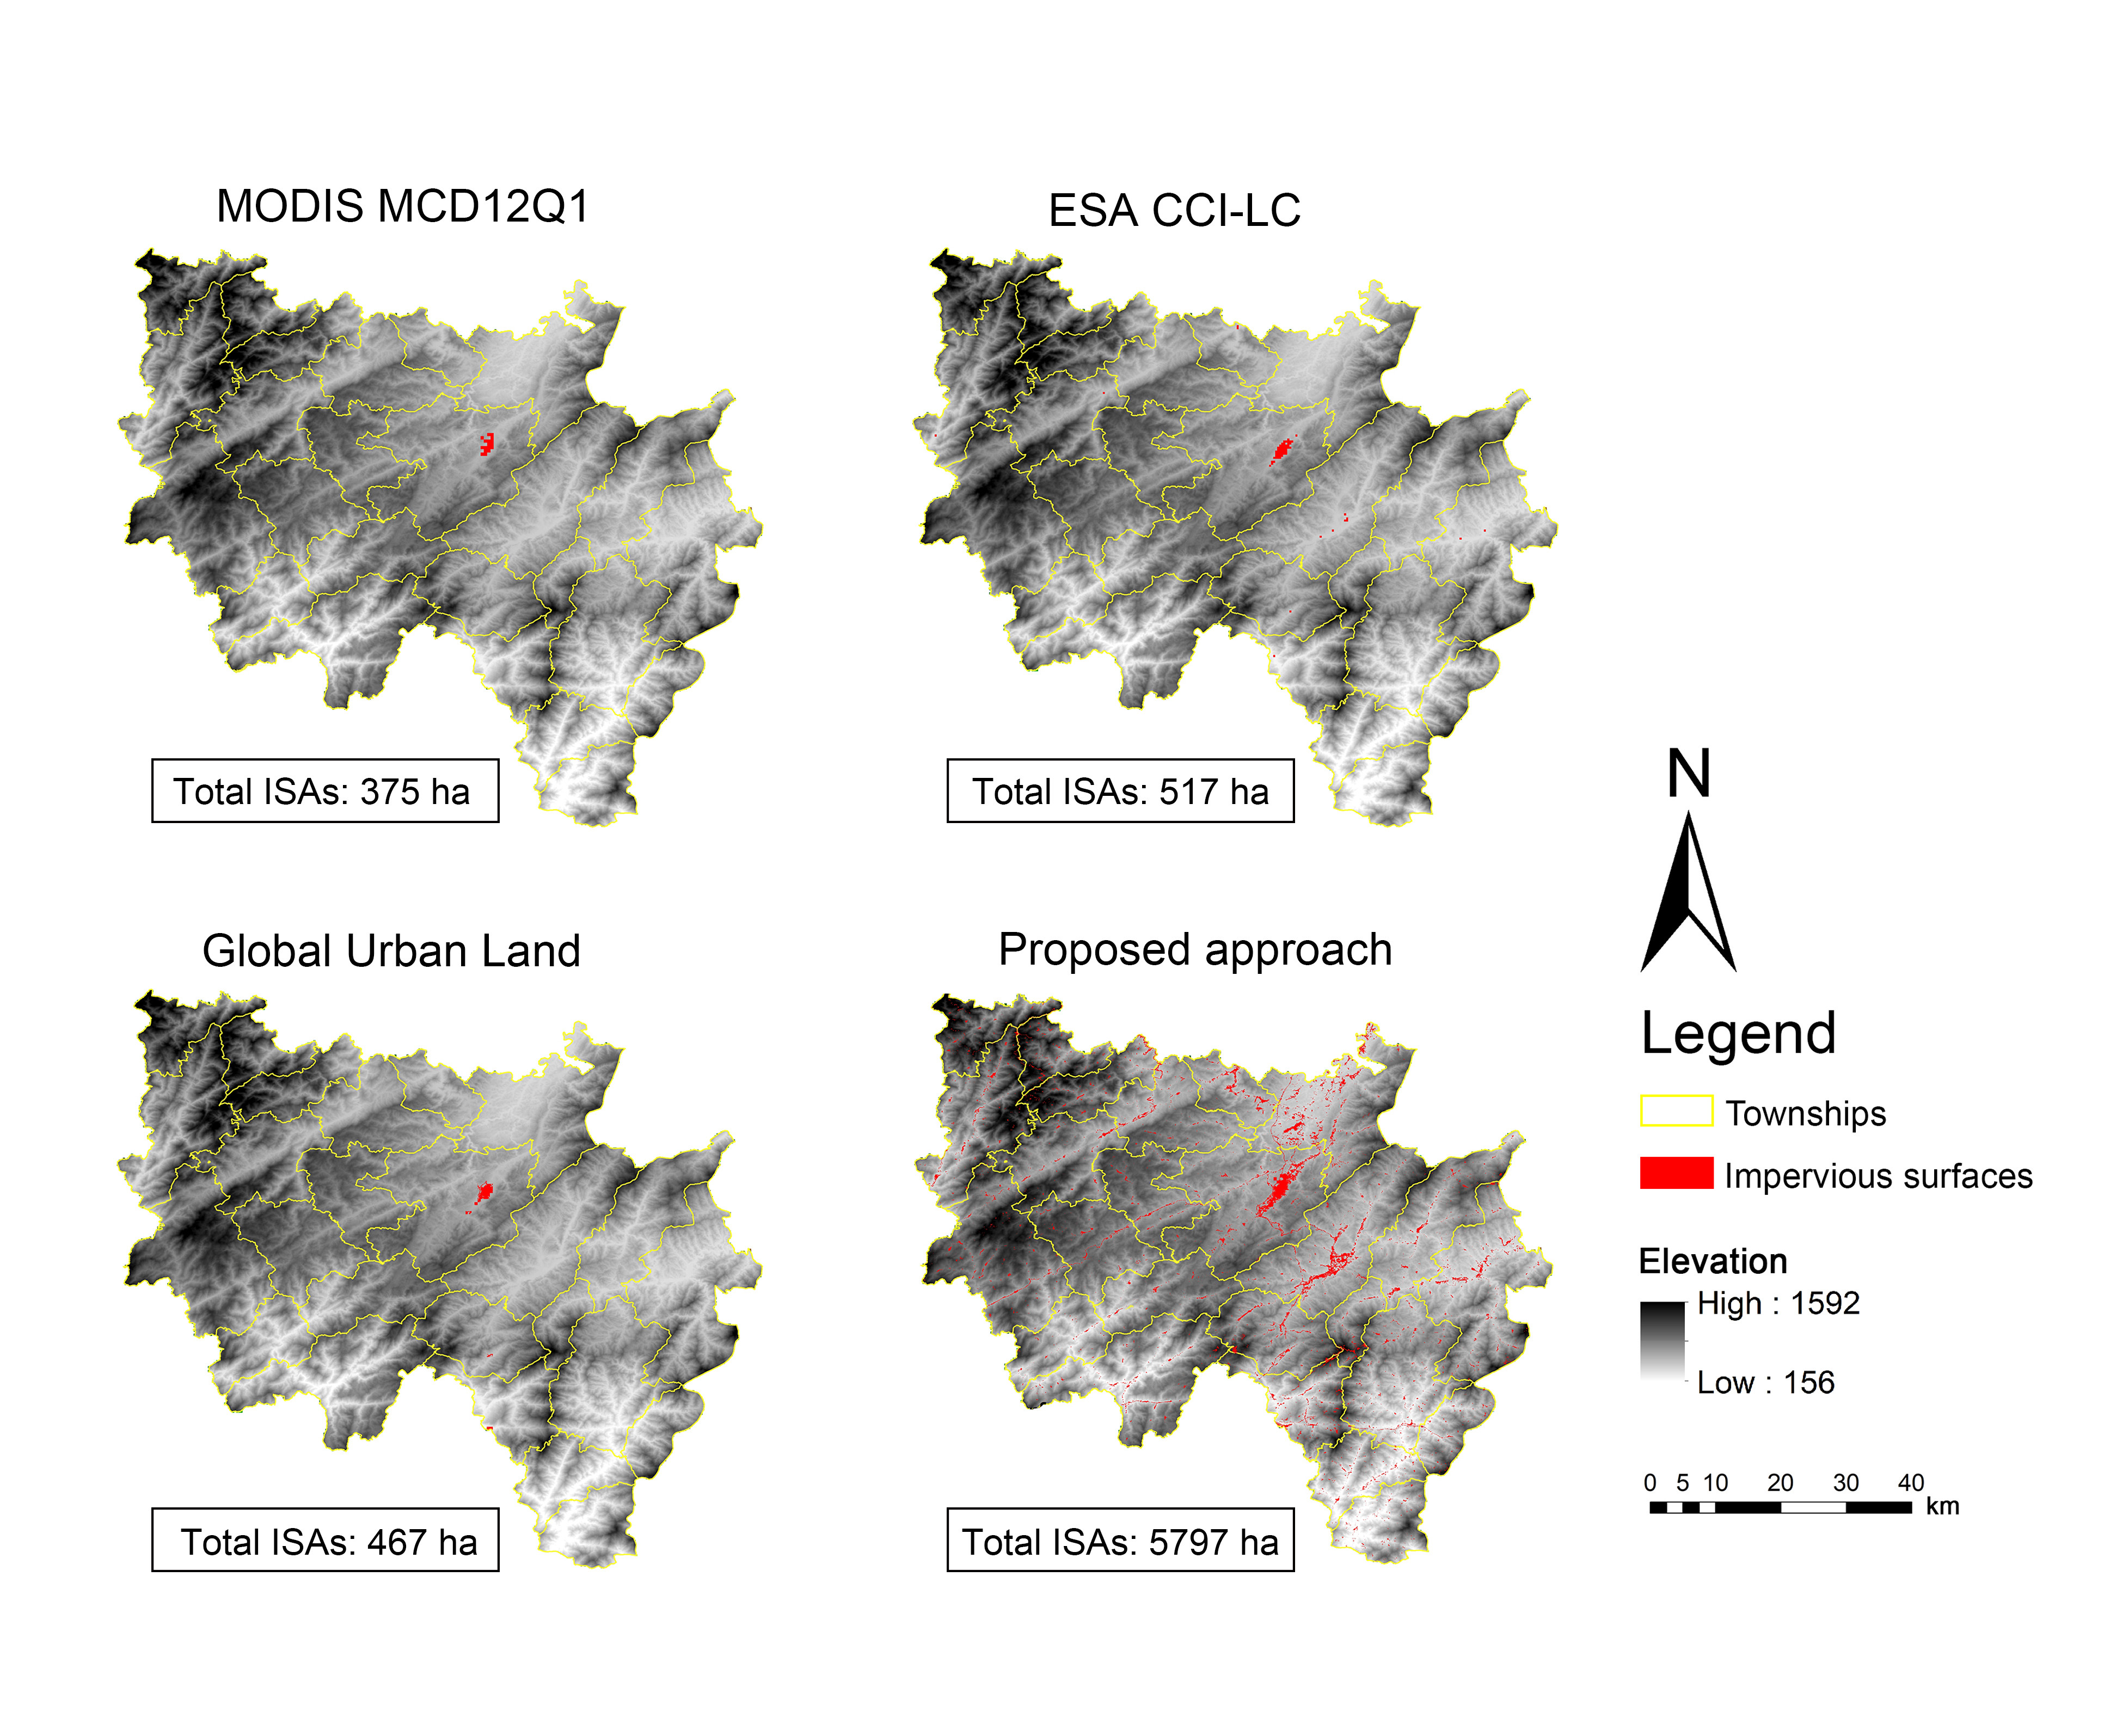 MODIS MCD12Q1
ESA CCI-LC
Total ISAs: 375 ha
Total ISAs: 517 ha
Global Urban Land
Proposed approach
Total ISAs: 467 ha
Total ISAs: 5797 ha
N
Legend
Townships
Impervious surfaces
Elevation
High : 1592
Low : 156
0 5 10 20 30 40
km